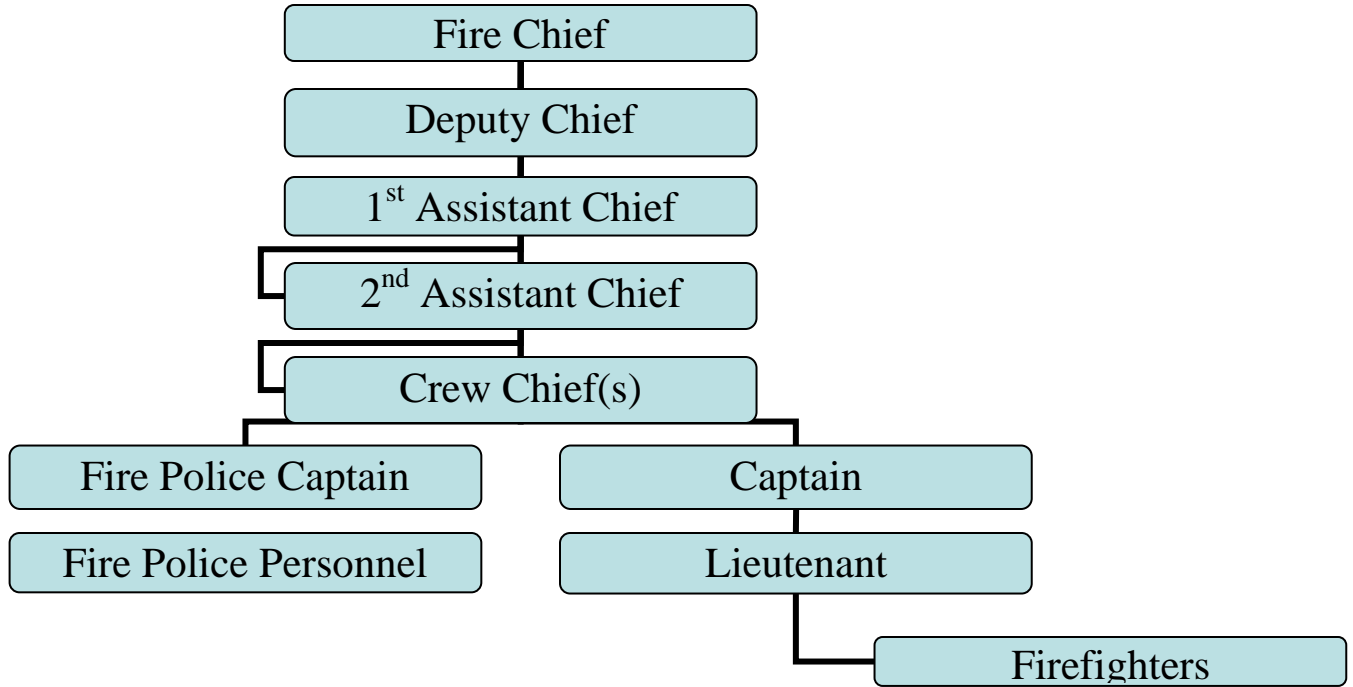 Fire Chief
Deputy Chief
1st Assistant Chief
2nd Assistant Chief
Crew Chief(s)
Fire Police Captain
Captain
Fire Police Personnel
Lieutenant
Firefighters